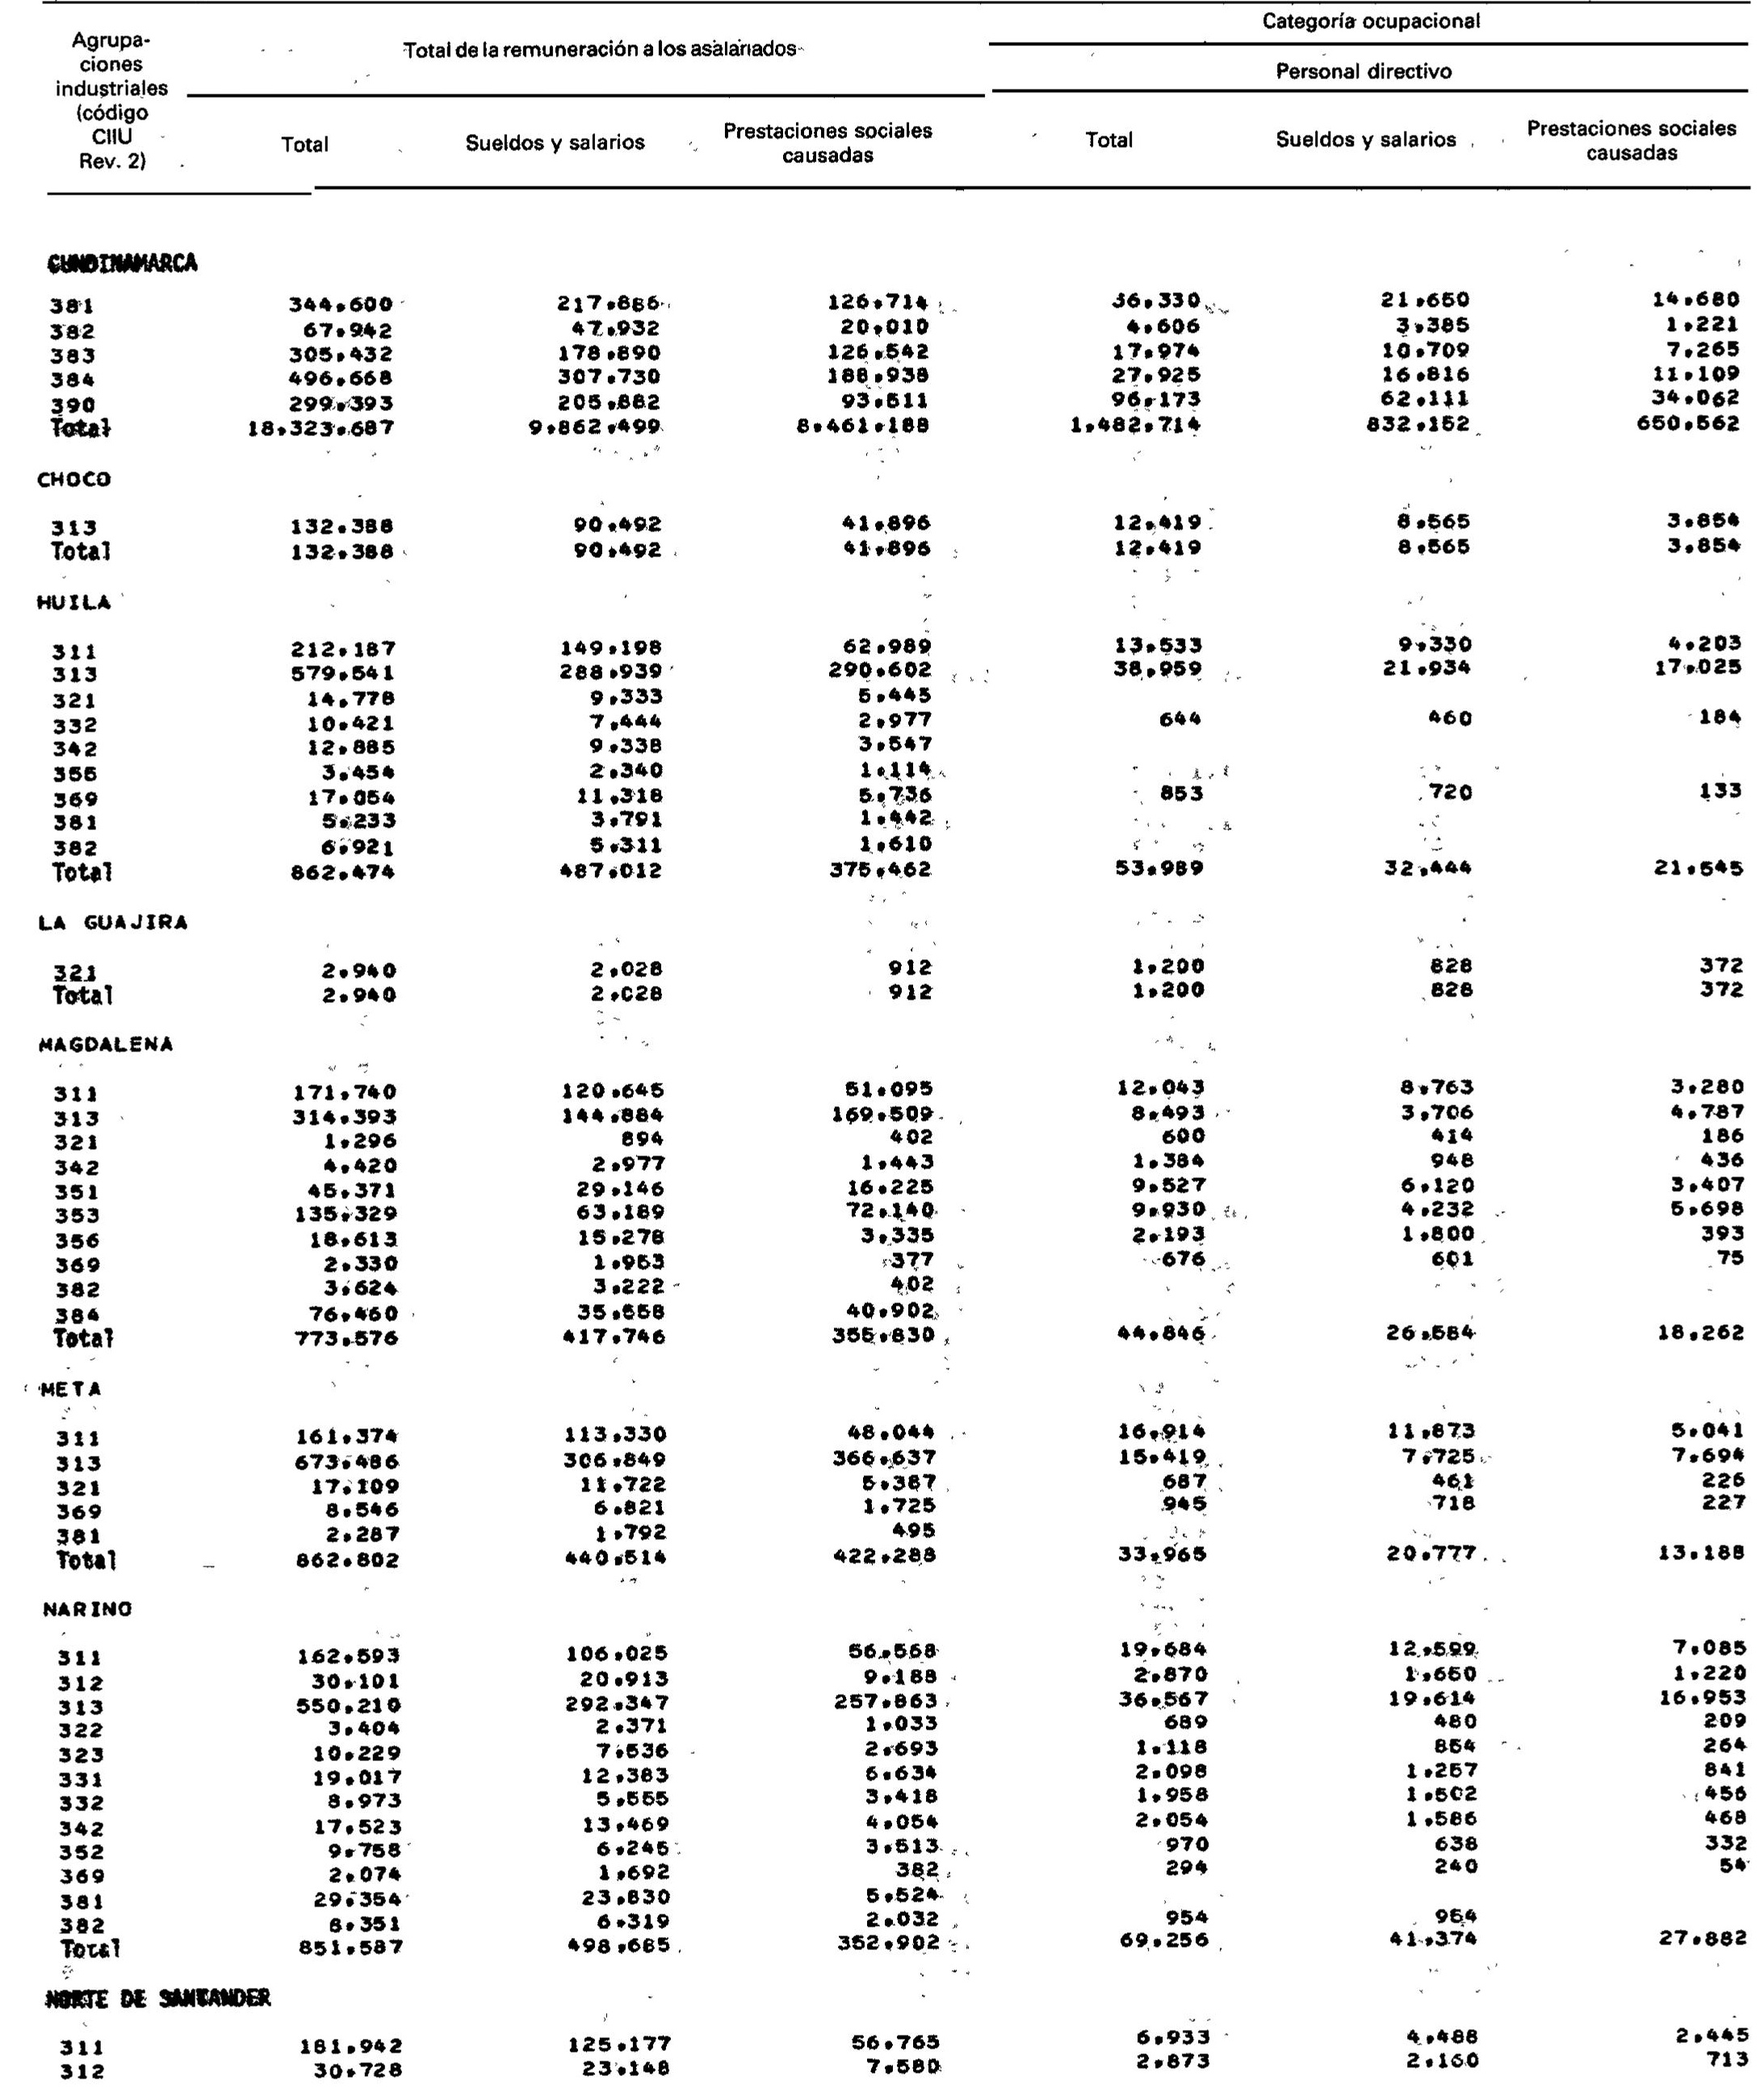 Agrupa-
ciones
industriales
(código
CIIU
Rev. 2)
Total de la remuneración a los asalariados
Categoría ocupacional
Personal directivo
Total Sueldos y salarios Prestaciones sociales causadas Total Sueldos y salarios Prestaciones sociales causadas
CUNDINAMARCA
381 344.600 217.886 126.714 36.330 21.650 14.680
382 67.942 47.932 20.010 4.606 3.385 1.221
383 305.432 178.890 126.542 17.974 10.709 7.265
384 496.668 307.730 188.938 27.925 16.816 11.109
390 299.393 205.882 93.511 96.173 62.111 34.062
Total 18.323.687 9.862.499 8.461.188 1.482.714 832.152 650.562
CHOCO
313 132.388 90.492 41.896 12.419 8.565 3.854
Total 132.388 90.492 41.896 12.419 8.565 3.854
HUILA
311 212.187 149.198 62.989 13.533 9.330 4.203
313 579.541 288.939 290.602 38.959 21.934 17.025
321 14.778 9.333 5.445
332 10.421 7.444 2.977 644 460 184
342 12.885 9.338 3.547
355 3.454 2.340 1.114
369 17.054 11.318 5.736 853 720 133
381 5.233 3.791 1.442
382 6.921 5.311 1.610
Total 862.474 487.012 375.462 53.989 32.444 21.545
LA GUAJIRA
321 2.940 2.028 912 1.200 828 372
Total 2.940 2.028 912 1.200 828 372
MAGDALENA
311 171.740 120.645 51.095 12.043 8.763 3.280
313 314.393 144.884 169.509 8.493 3.706 4.787
321 1.296 894 402 600 414 186
342 4.420 2.977 1.443 1.384 948 436
351 45.371 29.146 16.225 9.527 6.120 3.407
353 135.329 63.189 72.140 9.930 4.232 5.698
356 18.613 15.278 3.335 2.193 1.800 393
369 2.330 1.953 377 676 601 75
382 3.624 3.222 402
384 76.460 35.558 40.902
Total 773.576 417.746 355.830 44.846 26.584 18.262
META
311 161.374 113.330 48.044 16.914 11.873 5.041
313 673.486 306.849 366.637 15.419 7.725 7.694
321 17.109 11.722 5.387 687 461 226
369 8.546 6.821 1.725 945 718 227
381 2.287 1.792 495
Total 862.802 440.514 422.288 33.965 20.777 13.188
NARINO
311 162.593 106.025 56.568 19.684 12.599 7.085
312 30.101 20.913 9.188 2.870 1.650 1.220
313 550.210 292.347 257.863 36.567 19.614 16.953
322 3.404 2.371 1.033 689 480 209
323 10.229 7.536 2.693 1.118 854 264
331 19.017 12.383 6.634 2.098 1.257 841
332 8.973 5.555 3.418 1.958 1.502 456
342 17.523 13.469 4.054 2.054 1.586 468
352 9.758 6.245 3.513 970 638 332
369 2.074 1.692 382 294 240 54
381 29.354 23.830 5.524
382 8.351 6.319 2.032 954 954
Total 851.587 498.685 352.902 69.256 41.374 27.882
NORTE DE SANTANDER
311 181.942 125.177 56.765 6.933 4.488 2.445
312 30.728 23.148 7.580 2.873 2.160 713